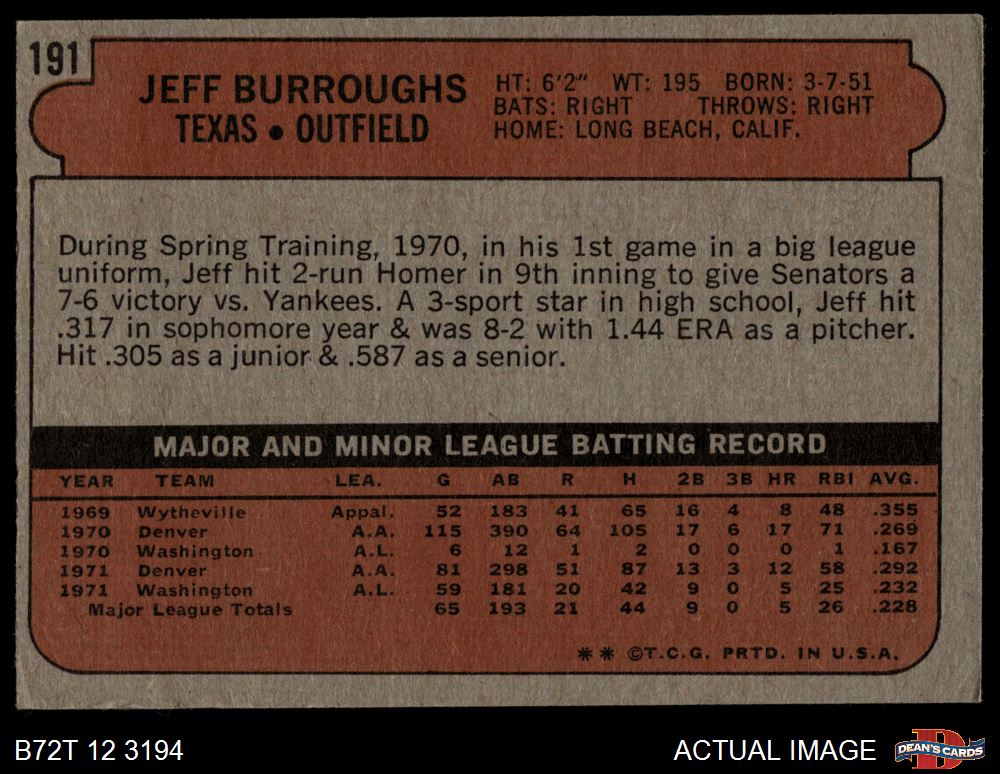 191
JEFF BURROUGHS
TEXAS • OUTFIELD
HT: 6'2" WT: 195 BORN: 3-7-51
BATS: RIGHT THROWS: RIGHT
HOME: LONG BEACH, CALIF.
During Spring Training, 1970, in his 1st game in a big league
uniform, Jeff hit 2-run Homer in 9th inning to give Senators a
7-6 victory vs. Yankees. A 3-sport star in high school, Jeff hit
.317 in sophomore year & was 8-2 with 1.44 ERA as a pitcher.
Hit .305 as a junior & .587 as a senior.
MAJOR AND MINOR LEAGUE BATTING RECORD
YEAR TEAM LEA. G AB R H 2B 3B HR RBI AVG.
1969 Wytheville Appal. 52 183 41 65 16 4 8 48 .355
1970 Denver A.A. 115 390 64 105 17 6 17 71 .269
1970 Washington A.L. 6 12 1 2 0 0 0 1 .167
1971 Denver A.A. 81 298 51 87 13 3 12 58 .292
1971 Washington A.L. 59 181 20 42 9 0 5 25 .232
Major League Totals 65 193 21 44 9 0 5 26 .228
** ©T.C.G. PRTD. IN U.S.A.
B72T 12 3194
ACTUAL IMAGE
DEAN'S CARDS